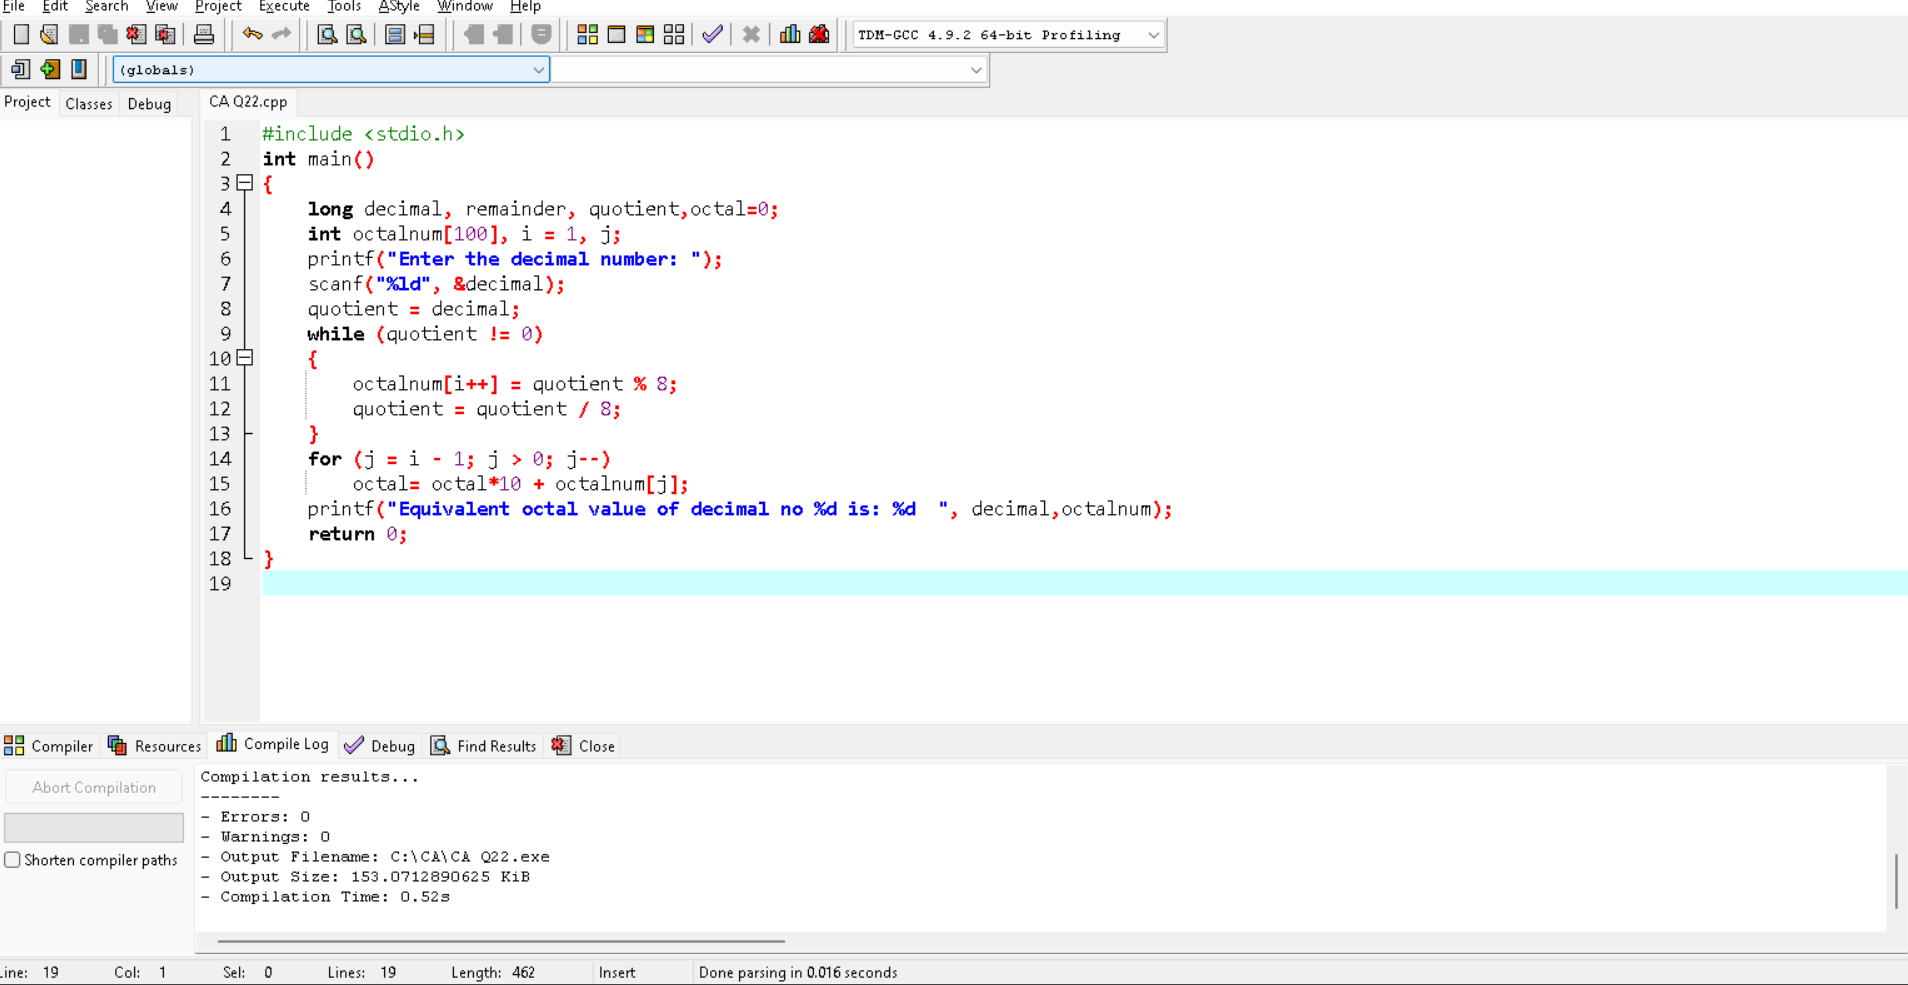 File Edit Search View Project Execute Tools AStyle Window Help
TDM-GCC 4.9.2 64-bit Profiling
(globals)
Project Classes Debug CA Q22.cpp
1 #include <stdio.h>
2 int main()
3 {
4 long decimal, remainder, quotient,octal=0;
5 int octalnum[100], i = 1, j;
6 printf("Enter the decimal number: ");
7 scanf("%ld", &decimal);
8 quotient = decimal;
9 while (quotient != 0)
10 {
11 octalnum[i++] = quotient % 8;
12 quotient = quotient / 8;
13 }
14 for (j = i - 1; j > 0; j--)
15 octal= octal*10 + octalnum[j];
16 printf("Equivalent octal value of decimal no %d is: %d  ", decimal,octalnum);
17 return 0;
18 }
19
Compiler Resources Compile Log Debug Find Results Close
Abort Compilation
Shorten compiler paths
Compilation results...
--------
- Errors: 0
- Warnings: 0
- Output Filename: C:\CA\CA Q22.exe
- Output Size: 153.0712890625 KiB
- Compilation Time: 0.52s
Line: 19 Col: 1 Sel: 0 Lines: 19 Length: 462 Insert Done parsing in 0.016 seconds